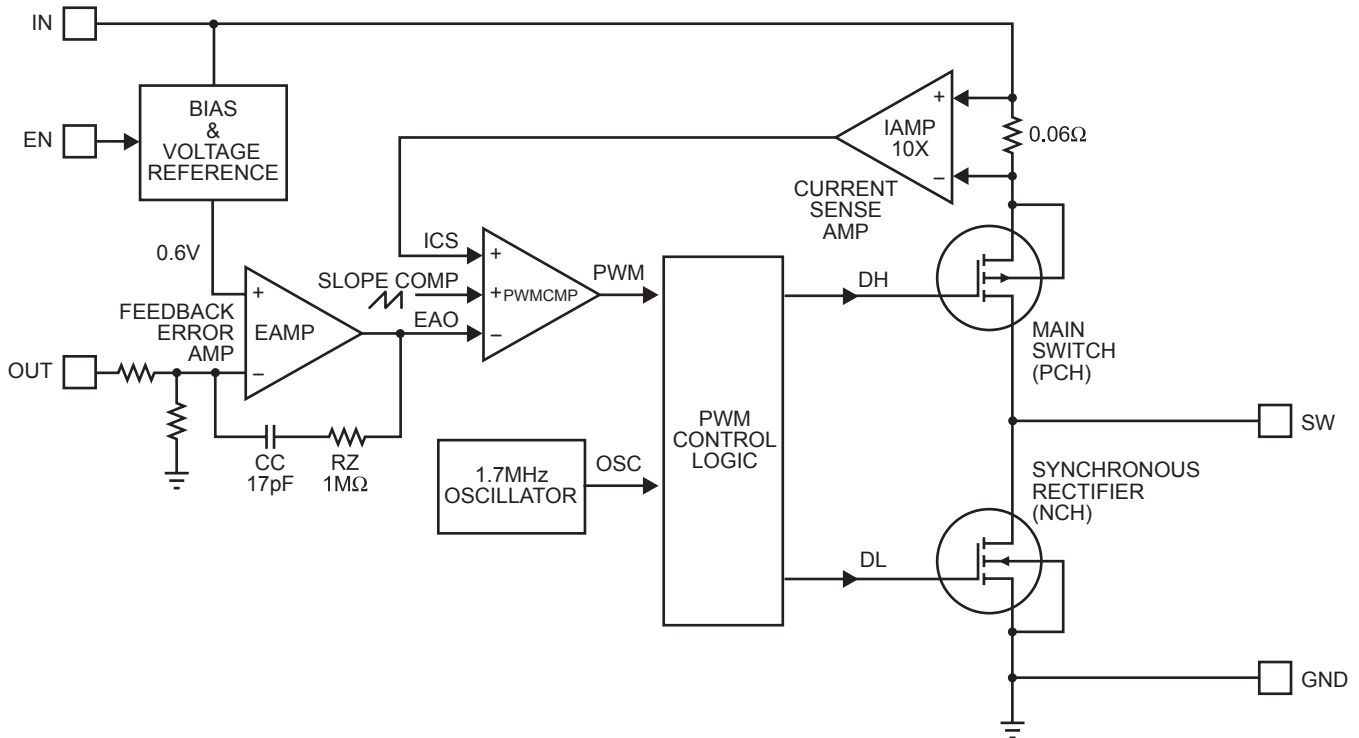 IN
BIAS
&
VOLTAGE
REFERENCE
EN
+
IAMP
10X
–
0.06Ω
CURRENT
SENSE
AMP
0.6V
ICS
+
SLOPE COMP
+
PWMCMP
PWM
EAO
–
FEEDBACK
ERROR
AMP
+
EAMP
–
OUT
CC
17pF
RZ
1MΩ
1.7MHz
OSCILLATOR
OSC
PWM
CONTROL
LOGIC
DH
MAIN
SWITCH
(PCH)
SW
SYNCHRONOUS
RECTIFIER
(NCH)
DL
GND